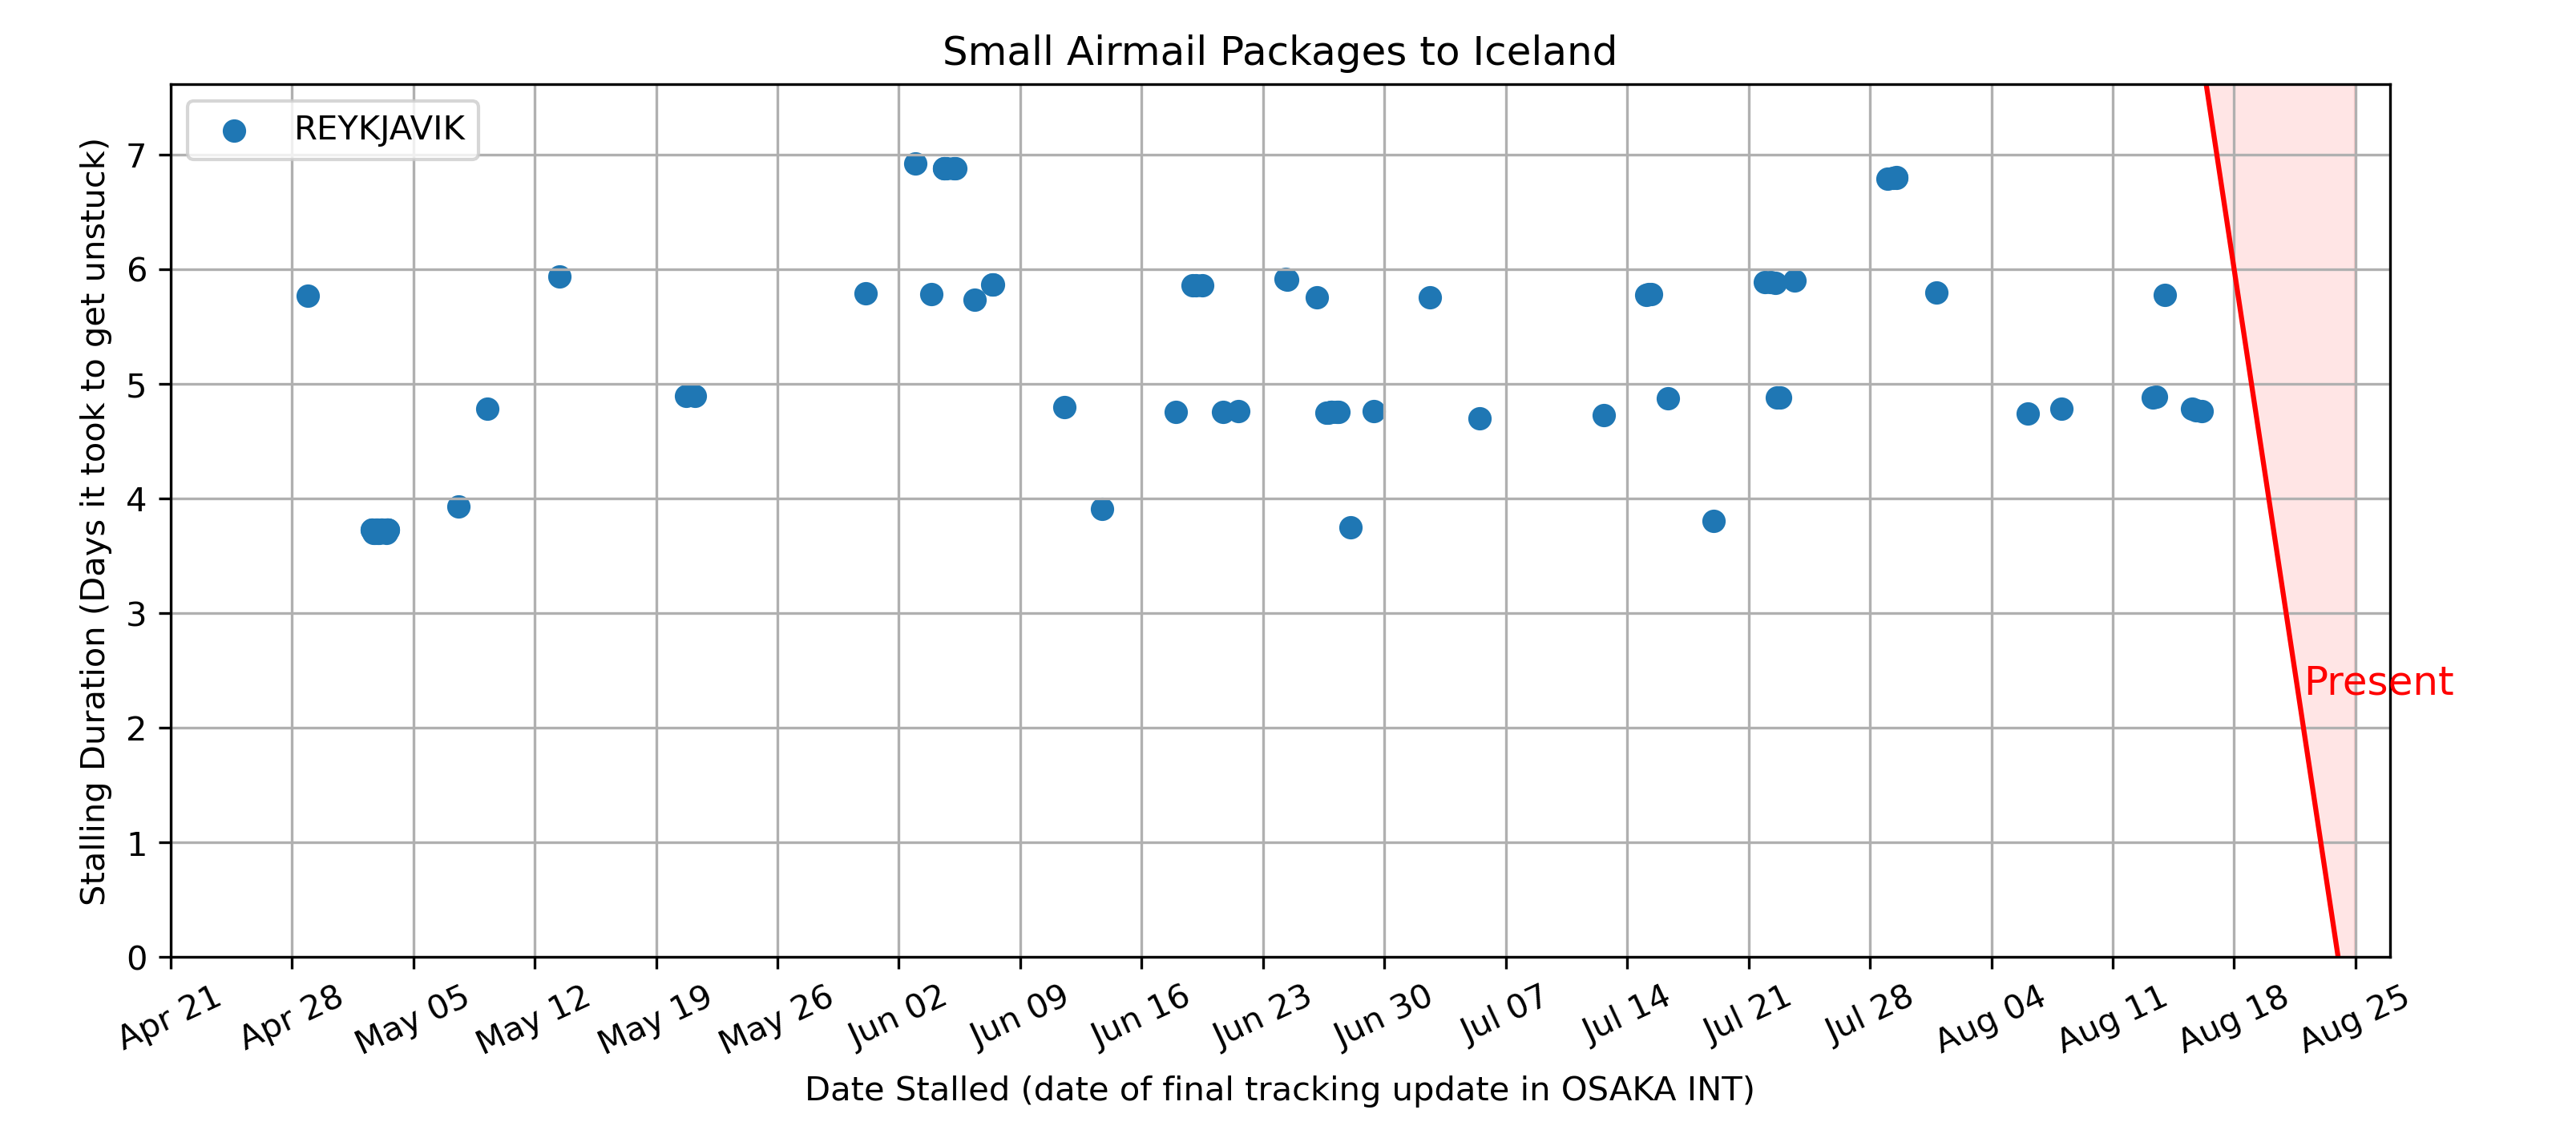 Small Airmail Packages to Iceland
REYKJAVIK
Stalling Duration (Days it took to get unstuck)
7
6
5
4
3
2
1
0
Present
Apr 21 Apr 28 May 05 May 12 May 19 May 26 Jun 02 Jun 09 Jun 16 Jun 23 Jun 30 Jul 07 Jul 14 Jul 21 Jul 28 Aug 04 Aug 11 Aug 18 Aug 25
Date Stalled (date of final tracking update in OSAKA INT)